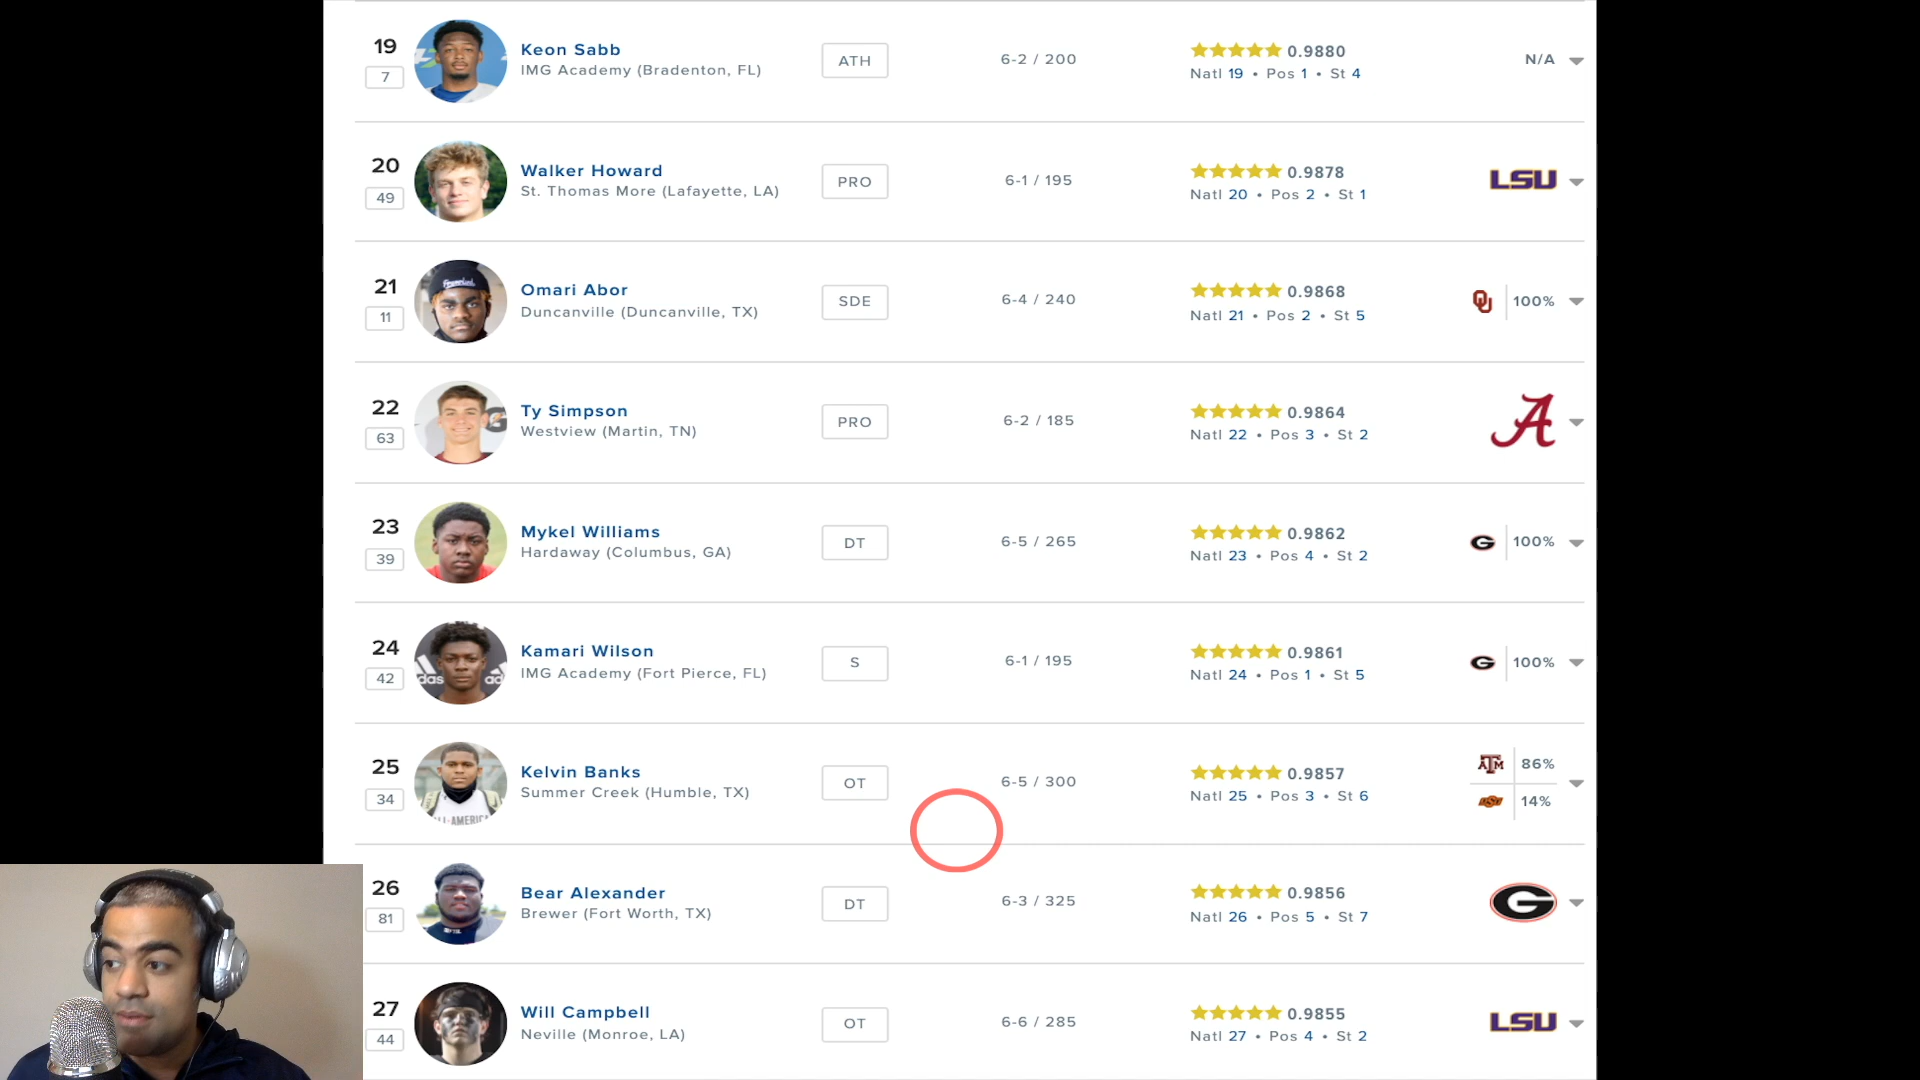 19
7
Keon Sabb
IMG Academy (Bradenton, FL)
ATH
6-2 / 200
0.9880
Natl 19 • Pos 1 • St 4
N/A
20
49
Walker Howard
St. Thomas More (Lafayette, LA)
PRO
6-1 / 195
0.9878
Natl 20 • Pos 2 • St 1
LSU
21
11
Omari Abor
Duncanville (Duncanville, TX)
SDE
6-4 / 240
0.9868
Natl 21 • Pos 2 • St 5
OU
100%
22
63
Ty Simpson
Westview (Martin, TN)
PRO
6-2 / 185
0.9864
Natl 22 • Pos 3 • St 2
A
23
39
Mykel Williams
Hardaway (Columbus, GA)
DT
6-5 / 265
0.9862
Natl 23 • Pos 4 • St 2
G
100%
24
42
Kamari Wilson
IMG Academy (Fort Pierce, FL)
S
6-1 / 195
0.9861
Natl 24 • Pos 1 • St 5
G
100%
25
34
Kelvin Banks
Summer Creek (Humble, TX)
OT
6-5 / 300
0.9857
Natl 25 • Pos 3 • St 6
ATM
86%
OSU
14%
26
81
Bear Alexander
Brewer (Fort Worth, TX)
DT
6-3 / 325
0.9856
Natl 26 • Pos 5 • St 7
G
27
44
Will Campbell
Neville (Monroe, LA)
OT
6-6 / 285
0.9855
Natl 27 • Pos 4 • St 2
LSU